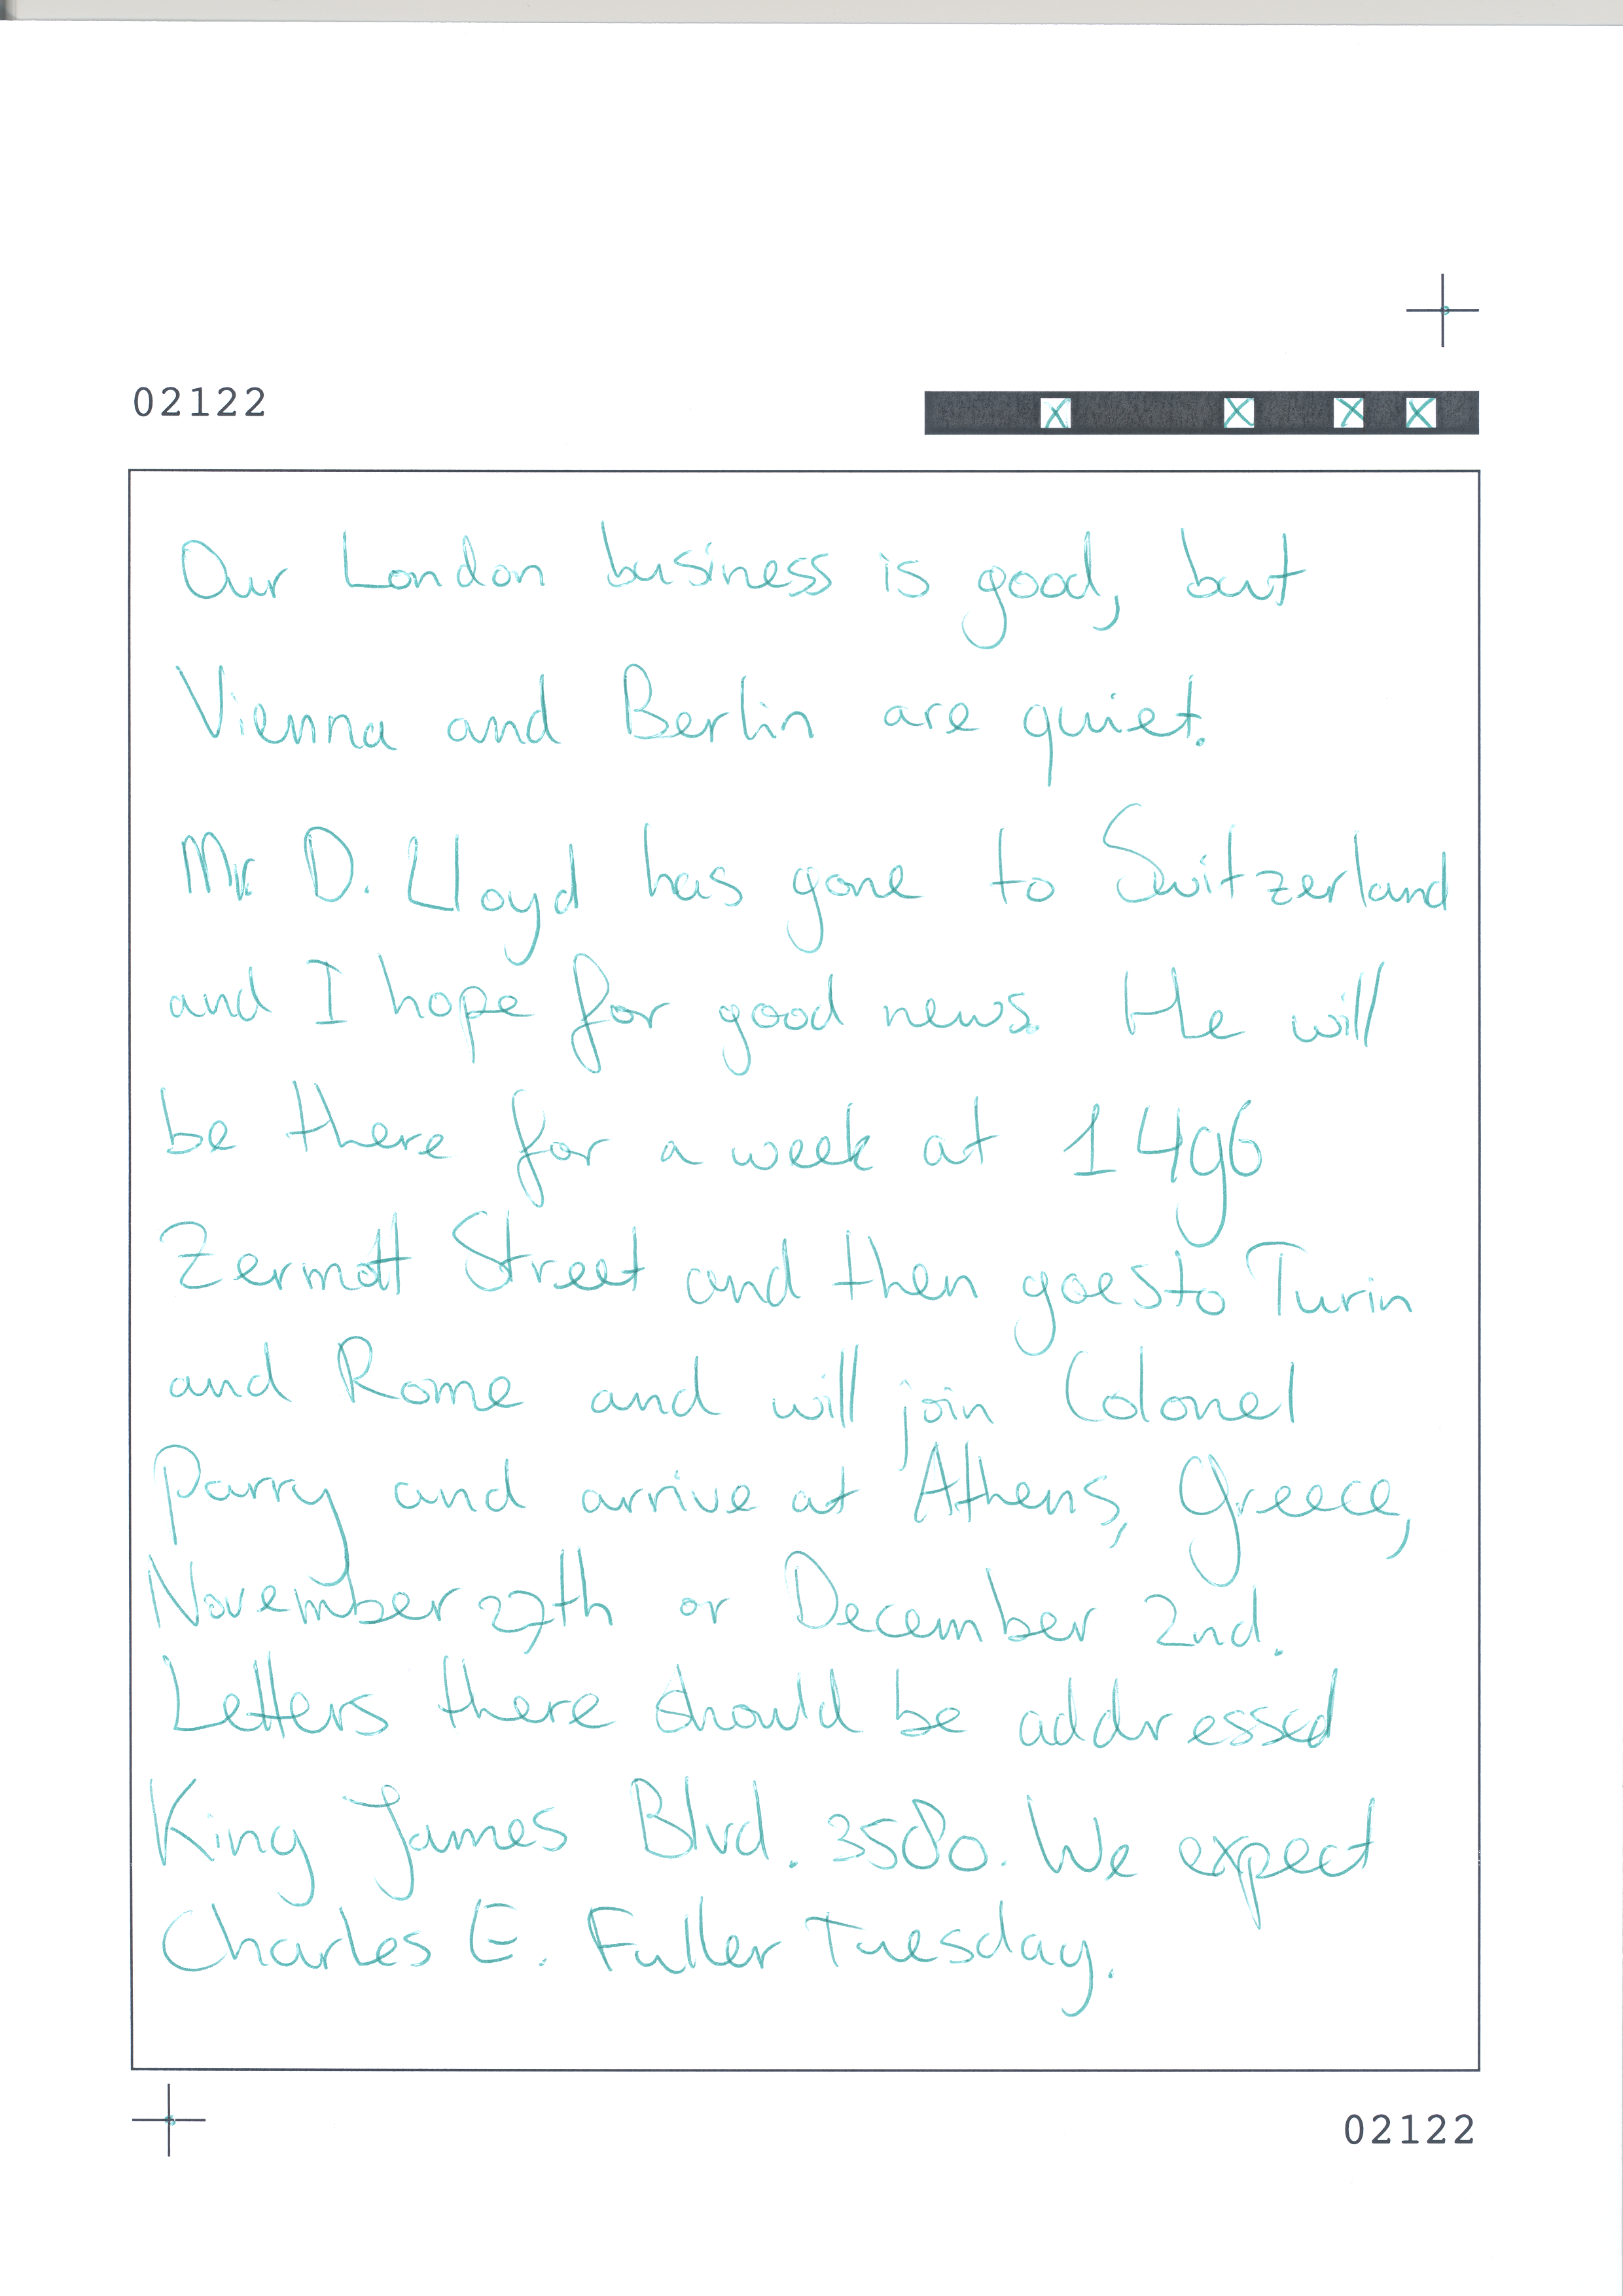 02122
Our London business is good, but
Vienna and Berlin are quiet.
Mr. D. Lloyd has gone to Switzerland
and I hope for good news. He will
be there for a week at 1496
Zermatt Street and then goes to Turin
and Rome and will join Colonel
Parry and arrive at Athens, Greece,
November 27th or December 2nd.
Letters there should be addressed
King James Blvd. 3580. We expect
Charles E. Fuller Tuesday.
02122